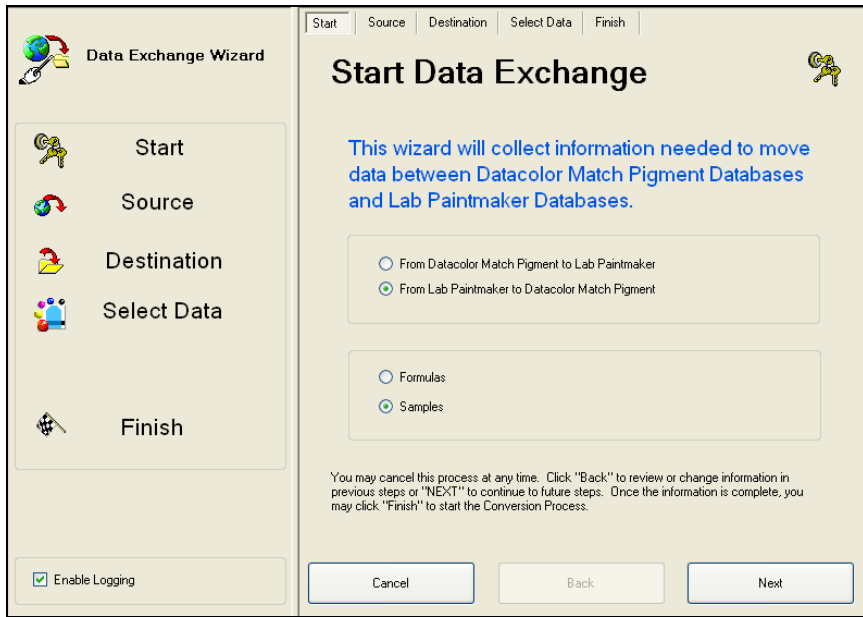 Data Exchange Wizard
Start
Source
Destination
Select Data
Finish
Enable Logging
Start Source Destination Select Data Finish
Start Data Exchange
This wizard will collect information needed to move
data between Datacolor Match Pigment Databases
and Lab Paintmaker Databases.
From Datacolor Match Pigment to Lab Paintmaker
From Lab Paintmaker to Datacolor Match Pigment
Formulas
Samples
You may cancel this process at any time. Click "Back" to review or change information in
previous steps or "NEXT" to continue to future steps. Once the information is complete, you
may click "Finish" to start the Conversion Process.
Cancel Back Next